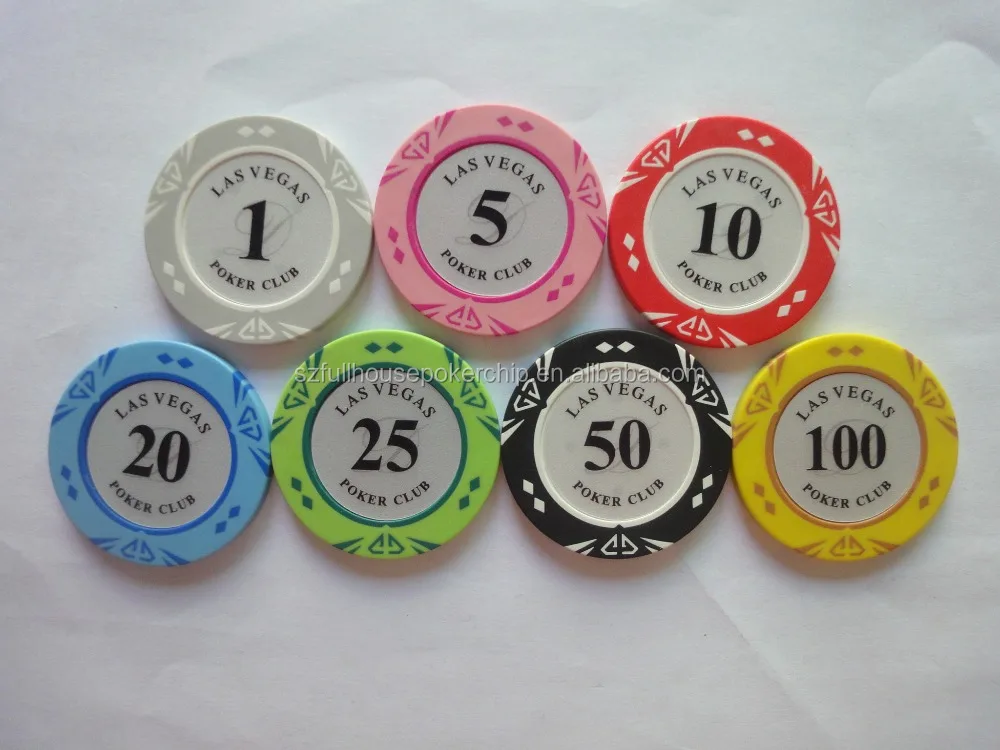 LAS VEGAS
1
POKER CLUB
LAS VEGAS
5
POKER CLUB
LAS VEGAS
10
POKER CLUB
szfullhousepokerchip.en.alibaba.com
LAS VEGAS
20
POKER CLUB
LAS VEGAS
25
POKER CLUB
LAS VEGAS
50
POKER CLUB
LAS VEGAS
100
POKER CLUB